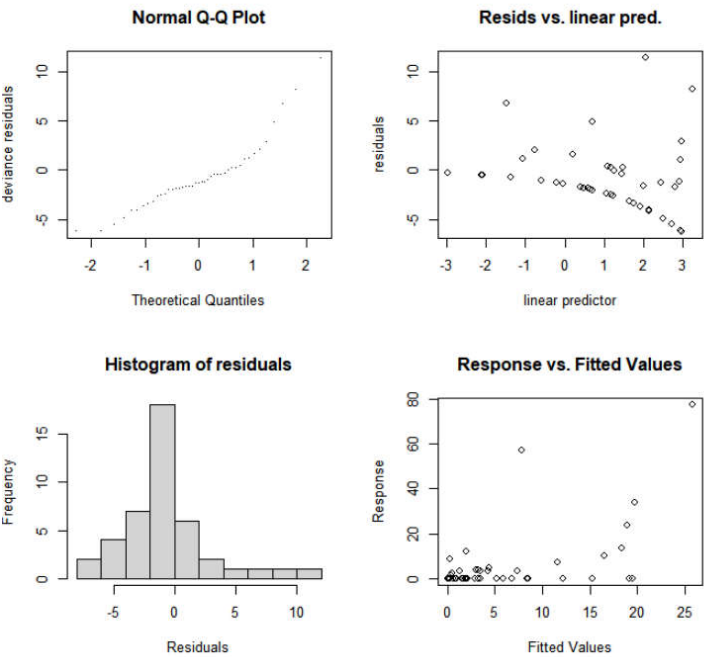 Normal Q-Q Plot
deviance residuals
10
5
0
-5
-2 -1 0 1 2
Theoretical Quantiles
Resids vs. linear pred.
residuals
10
5
0
-5
-3 -2 -1 0 1 2 3
linear predictor
Histogram of residuals
Frequency
15
10
5
0
-5 0 5 10
Residuals
Response vs. Fitted Values
Response
80
60
40
20
0
0 5 10 15 20 25
Fitted Values